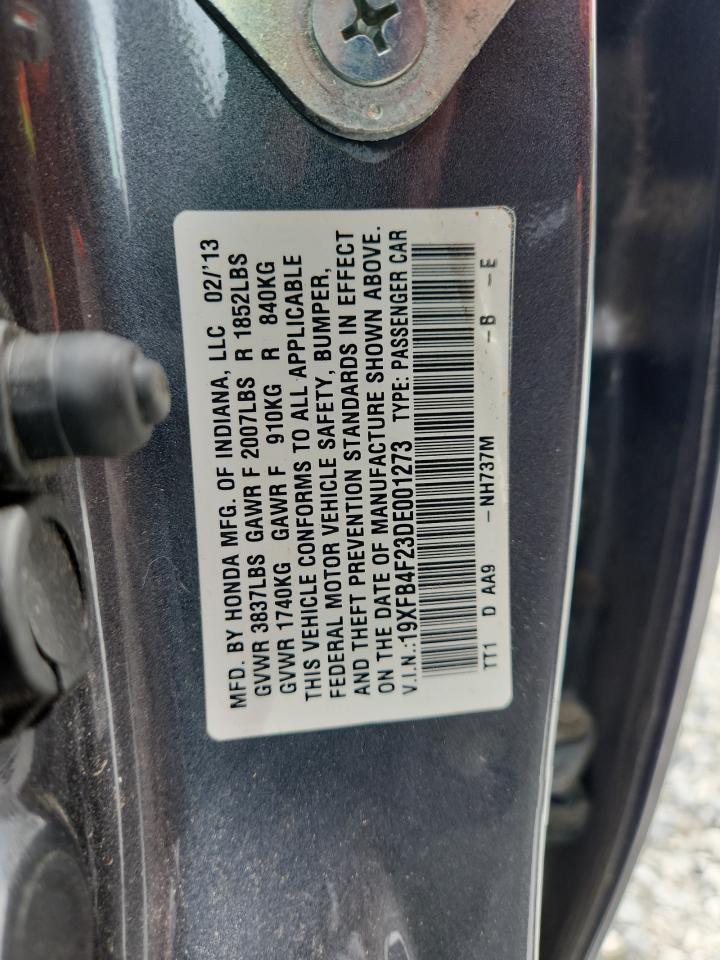 MFD. BY HONDA MFG. OF INDIANA, LLC 02/'13
GVWR 3837LBS GAWR F 2007LBS R 1852LBS
GVWR 1740KG GAWR F 910KG R 840KG
THIS VEHICLE CONFORMS TO ALL APPLICABLE
FEDERAL MOTOR VEHICLE SAFETY, BUMPER,
AND THEFT PREVENTION STANDARDS IN EFFECT
ON THE DATE OF MANUFACTURE SHOWN ABOVE.
V.I.N.:19XFB4F23DE001273 TYPE: PASSENGER CAR
TT1 D AA9 -NH737M -B -E